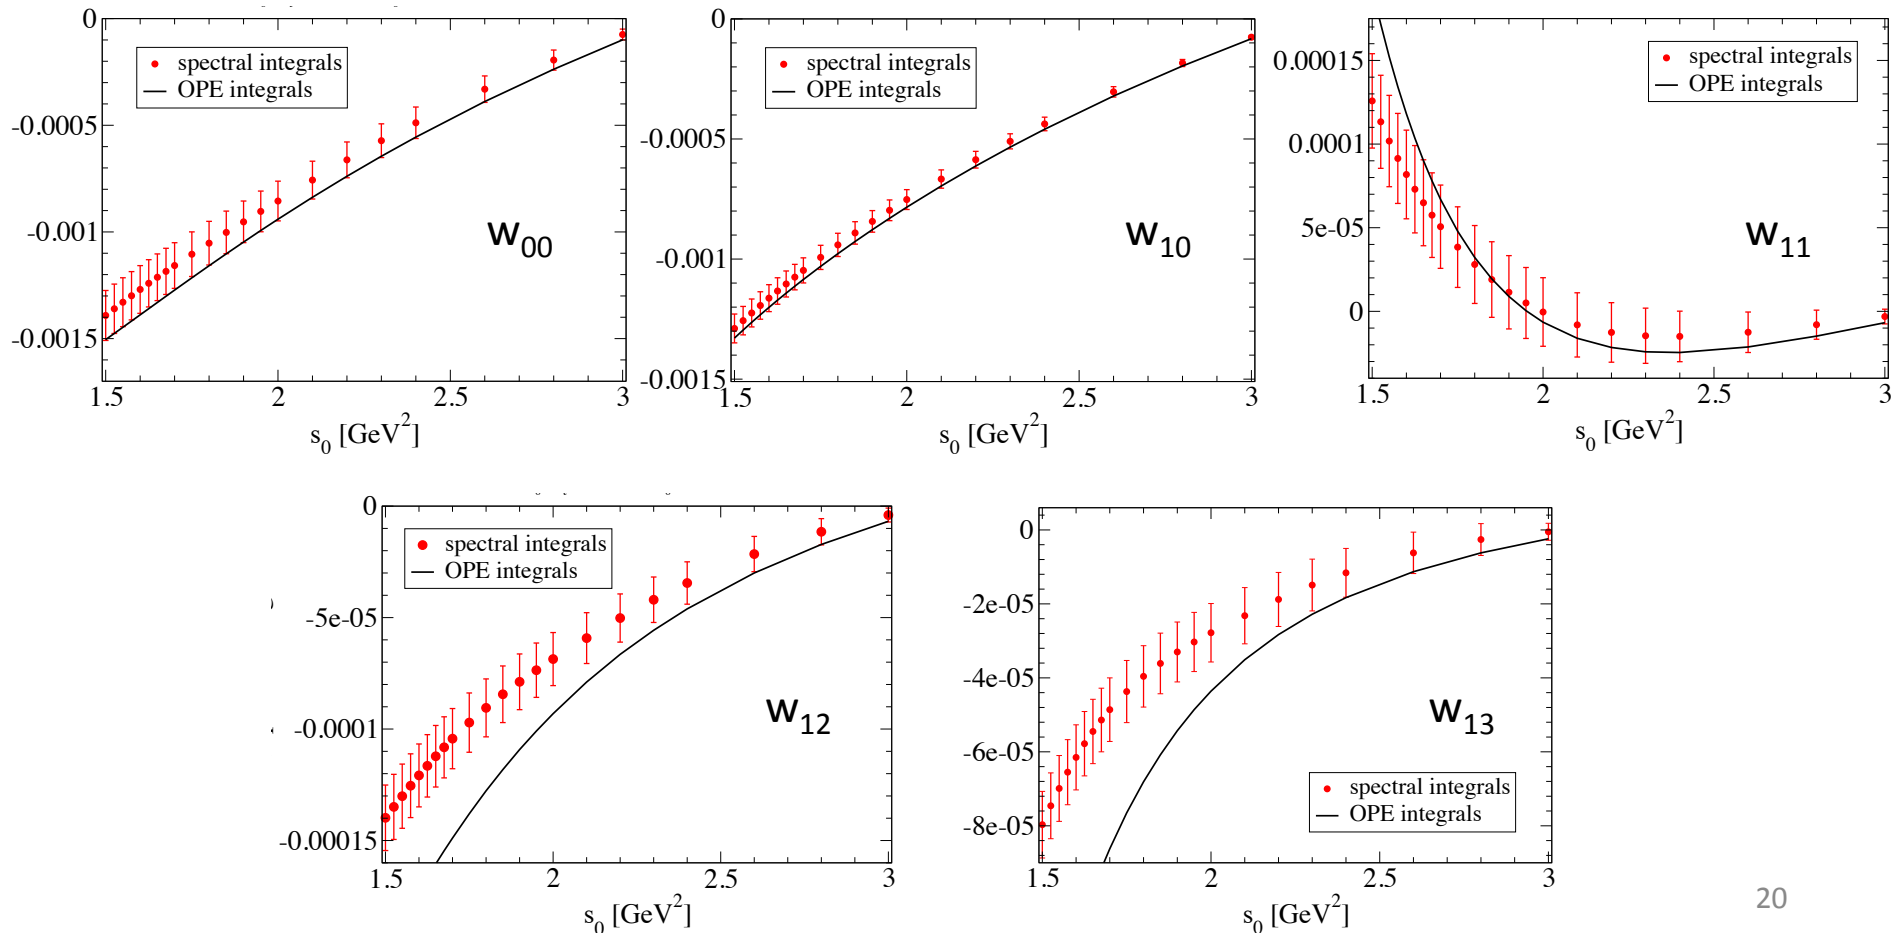 0
-0.0005
-0.001
-0.0015
spectral integrals
OPE integrals
w00
1.5 2 2.5 3
s0 [GeV2]
0
-0.0005
-0.001
-0.0015
spectral integrals
OPE integrals
w10
1.5 2 2.5 3
s0 [GeV2]
0.00015
0.0001
5e-05
0
spectral integrals
OPE integrals
w11
1.5 2 2.5 3
s0 [GeV2]
0
-5e-05
-0.0001
-0.00015
spectral integrals
OPE integrals
w12
1.5 2 2.5 3
s0 [GeV2]
0
-2e-05
-4e-05
-6e-05
-8e-05
w13
spectral integrals
OPE integrals
1.5 2 2.5 3
s0 [GeV2]
20